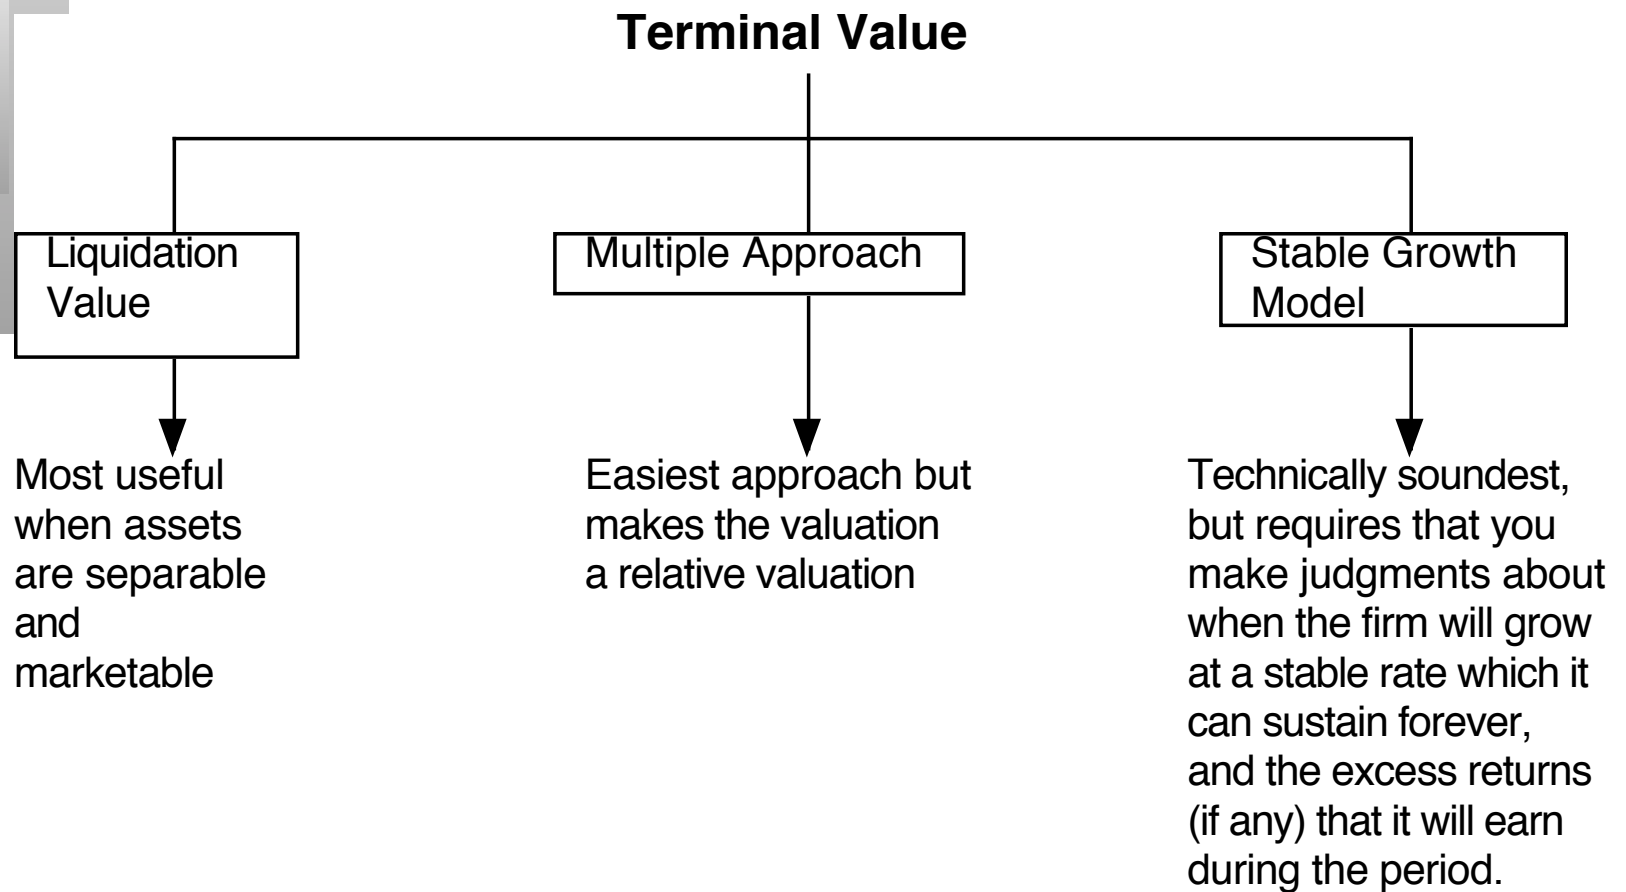 Terminal Value
Liquidation
Value
Multiple Approach
Stable Growth
Model
Most useful
when assets
are separable
and
marketable
Easiest approach but
makes the valuation
a relative valuation
Technically soundest,
but requires that you
make judgments about
when the firm will grow
at a stable rate which it
can sustain forever,
and the excess returns
(if any) that it will earn
during the period.